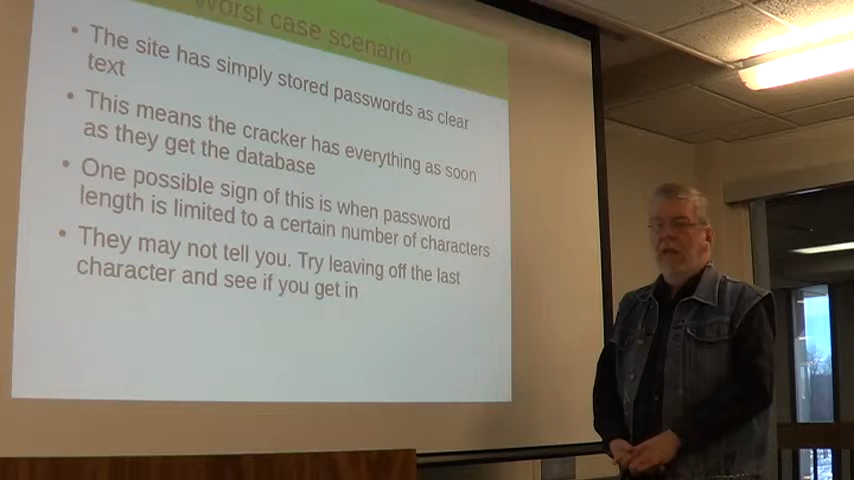 Worst case scenario
• The site has simply stored passwords as clear
text
• This means the cracker has everything as soon
as they get the database
• One possible sign of this is when password
length is limited to a certain number of characters
• They may not tell you. Try leaving off the last
character and see if you get in